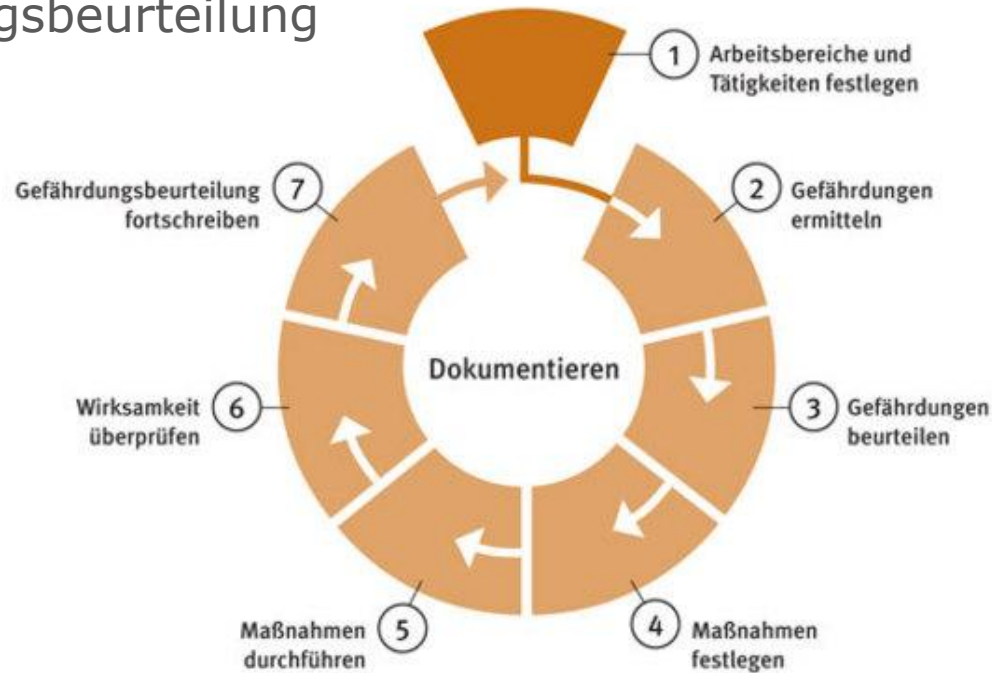 gsbeurteilung
1 Arbeitsbereiche und
Tätigkeiten festlegen
2 Gefährdungen
ermitteln
3 Gefährdungen
beurteilen
4 Maßnahmen
festlegen
5 Maßnahmen
durchführen
6 Wirksamkeit
überprüfen
7 Gefährdungsbeurteilung
fortschreiben
Dokumentieren